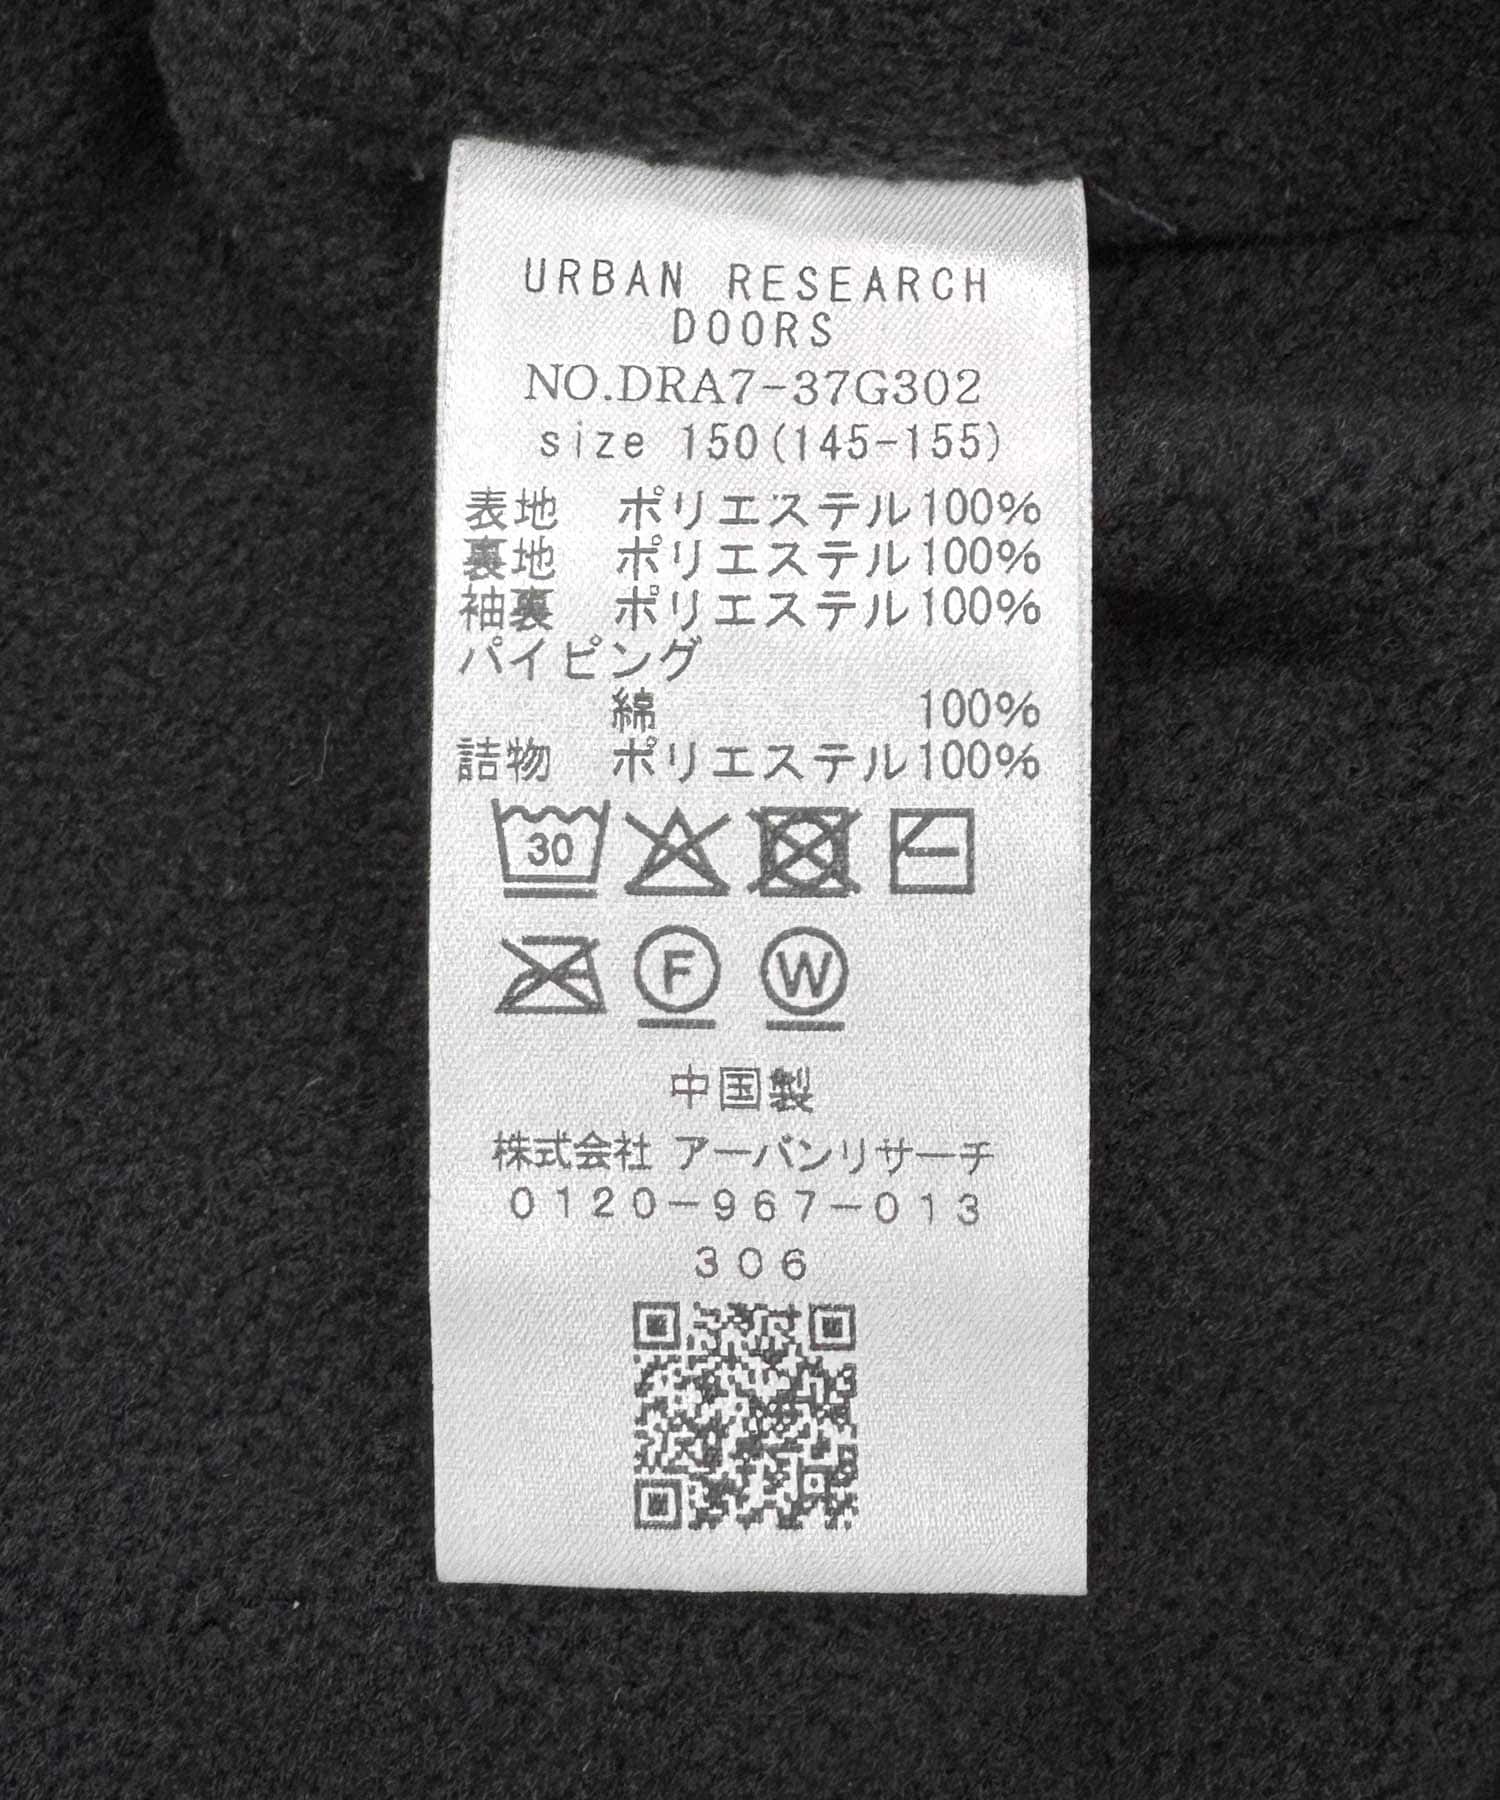 URBAN RESEARCH
DOORS
NO.DRA7-37G302
size 150(145-155)
表地 ポリエステル100%
裏地 ポリエステル100%
袖裏 ポリエステル100%
パイピング
綿 100%
詰物 ポリエステル100%
30
F W
中国製
株式会社 アーバンリサーチ
0120-967-013
306